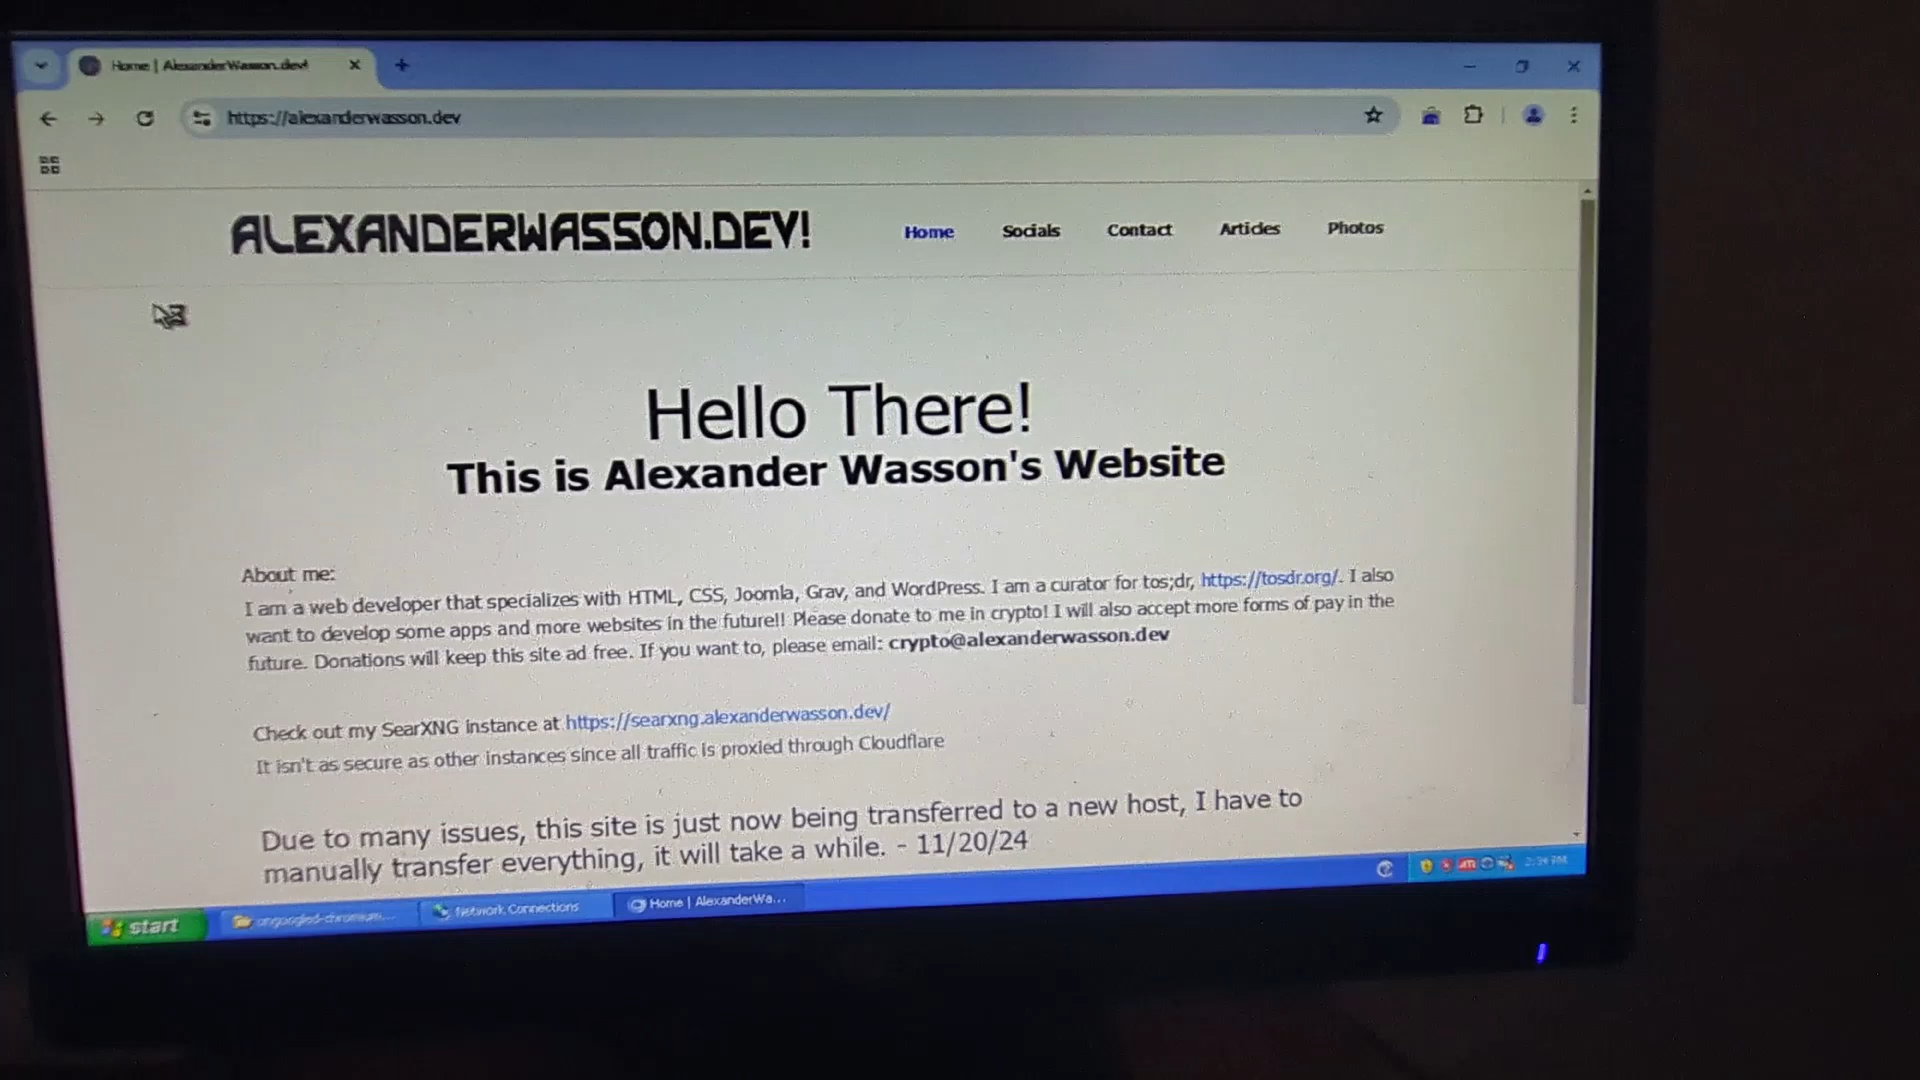 Home | AlexanderWasson.dev!
https://alexanderwasson.dev
ALEXANDERWASSON.DEV!
Home Socials Contact Articles Photos
Hello There!
This is Alexander Wasson's Website
About me:
I am a web developer that specializes with HTML, CSS, Joomla, Grav, and WordPress. I am a curator for tos;dr, https://tosdr.org/. I also
want to develop some apps and more websites in the future!! Please donate to me in crypto! I will also accept more forms of pay in the
future. Donations will keep this site ad free. If you want to, please email: crypto@alexanderwasson.dev
Check out my SearXNG instance at https://searxng.alexanderwasson.dev/
It isn't as secure as other instances since all traffic is proxied through Cloudflare
Due to many issues, this site is just now being transferred to a new host, I have to
manually transfer everything, it will take a while. - 11/20/24
start ungoogled-chromium... Network Connections Home | AlexanderWa... ATI 2:34 PM